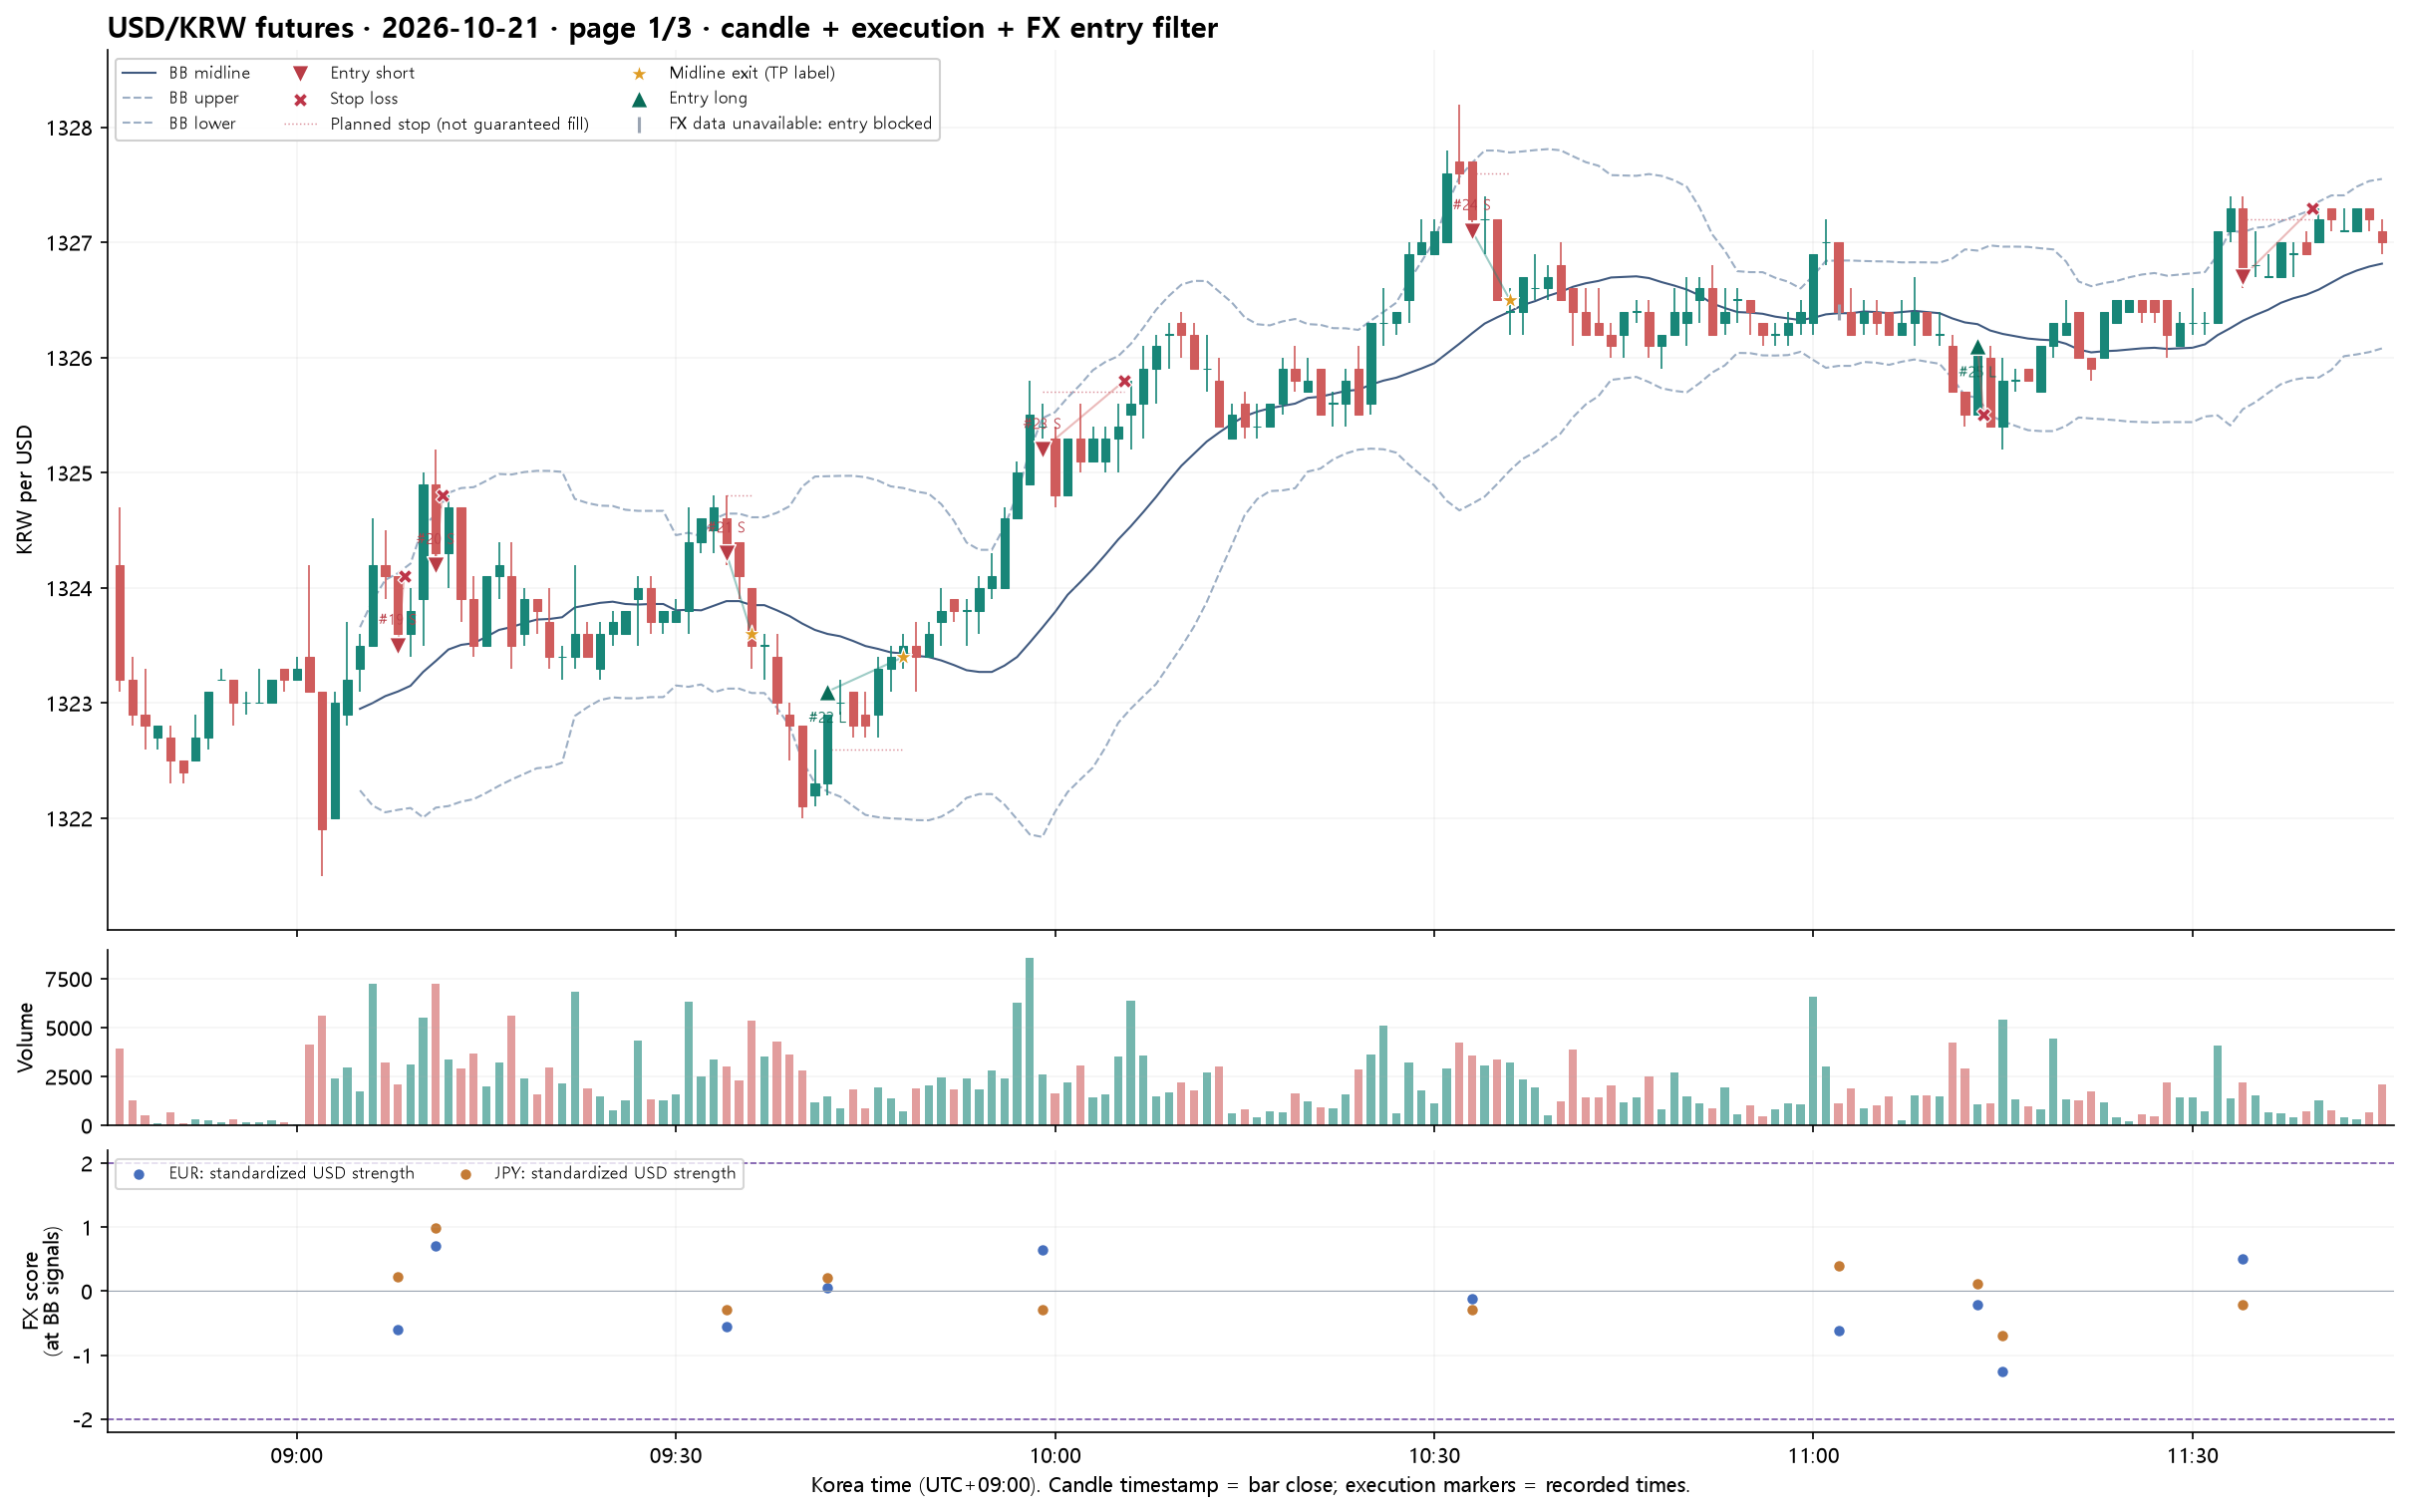 USD/KRW futures · 2026-10-21 · page 1/3 · candle + execution + FX entry filter
BB midline
BB upper
BB lower
Entry short
Stop loss
Planned stop (not guaranteed fill)
Midline exit (TP label)
Entry long
FX data unavailable: entry blocked
KRW per USD
1328
1327
1326
1325
1324
1323
1322
#22 L
#23 S
#24 S
Volume
7500
5000
2500
0
EUR: standardized USD strength
JPY: standardized USD strength
FX score
(at BB signals)
2
1
0
-1
-2
09:00
09:30
10:00
10:30
11:00
11:30
Korea time (UTC+09:00). Candle timestamp = bar close; execution markers = recorded times.